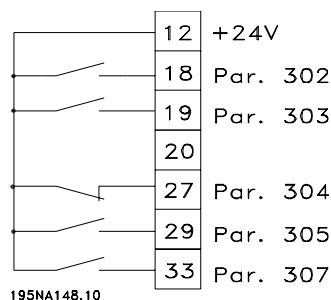 12 +24V
18 Par. 302
19 Par. 303
20
27 Par. 304
29 Par. 305
33 Par. 307
195NA148.10